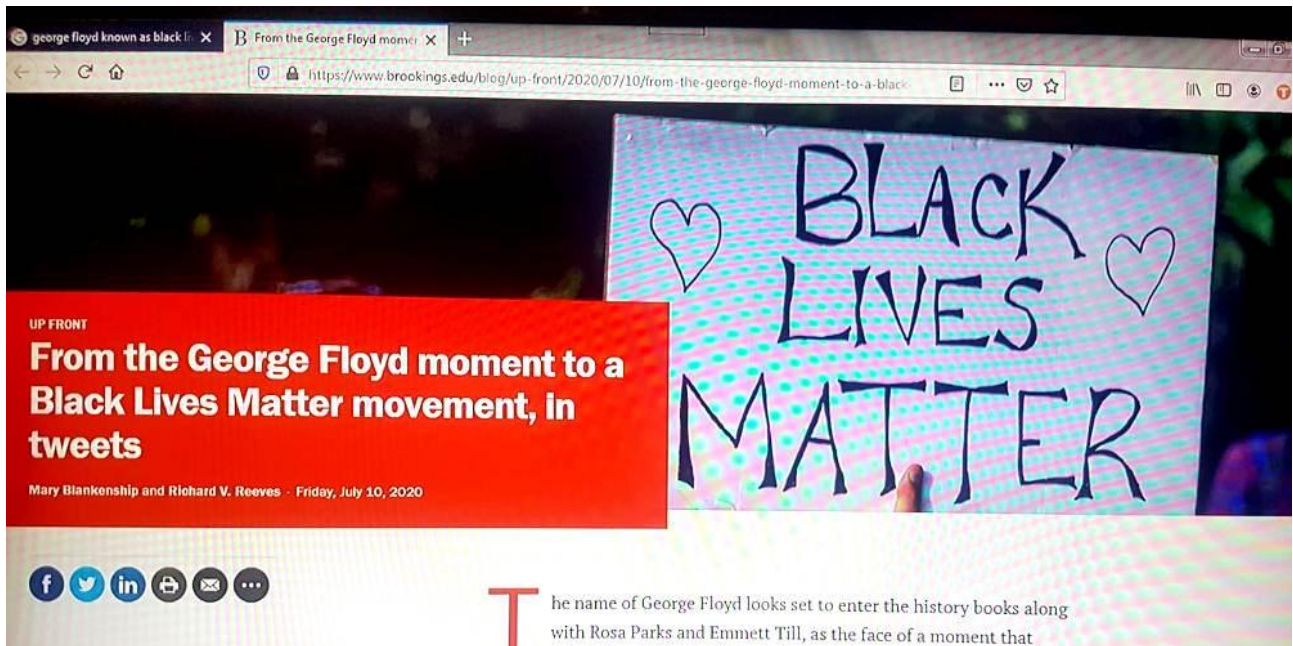 george floyd known as black li
B From the George Floyd momer
https://www.brookings.edu/blog/up-front/2020/07/10/from-the-george-floyd-moment-to-a-black-
BLACK
LIVES
MATTER
UP FRONT
From the George Floyd moment to a
Black Lives Matter movement, in
tweets
Mary Blankenship and Richard V. Reeves - Friday, July 10, 2020
The name of George Floyd looks set to enter the history books along
with Rosa Parks and Emmett Till, as the face of a moment that